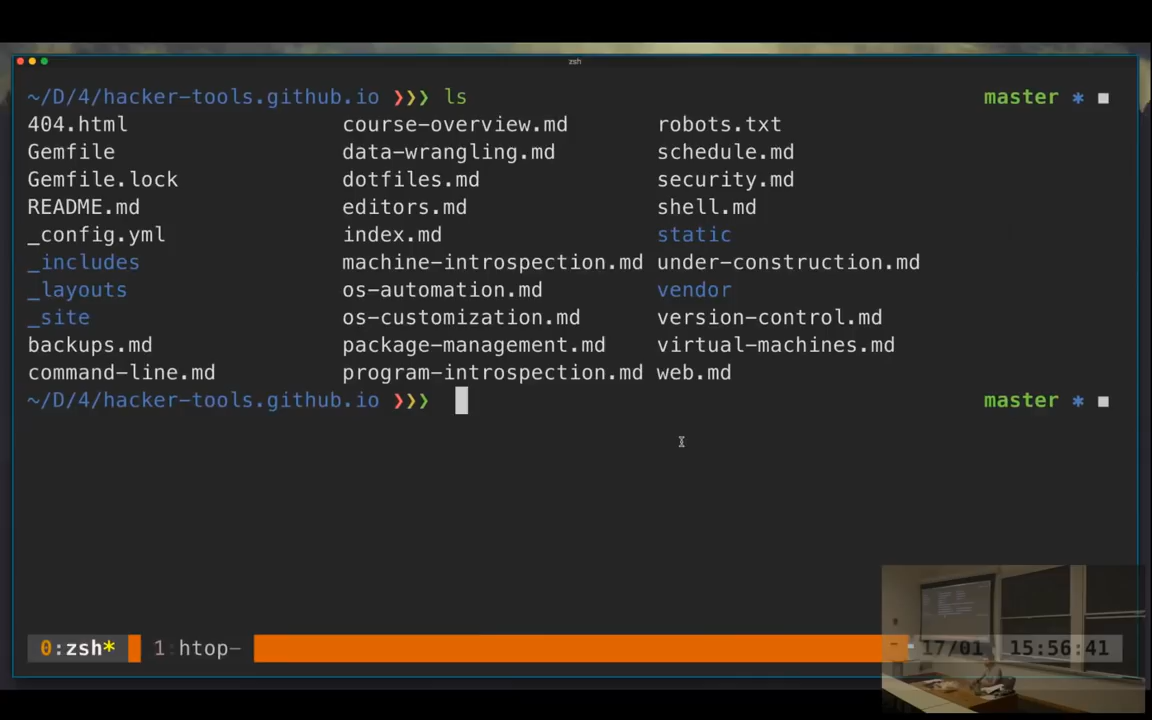 zsh
~/D/4/hacker-tools.github.io ❯❯❯ ls master * ■
404.html course-overview.md robots.txt
Gemfile data-wrangling.md schedule.md
Gemfile.lock dotfiles.md security.md
README.md editors.md shell.md
_config.yml index.md static
_includes machine-introspection.md under-construction.md
_layouts os-automation.md vendor
_site os-customization.md version-control.md
backups.md package-management.md virtual-machines.md
command-line.md program-introspection.md web.md
~/D/4/hacker-tools.github.io ❯❯❯ master * ■
0:zsh* 1:htop- 17/01 15:56:41